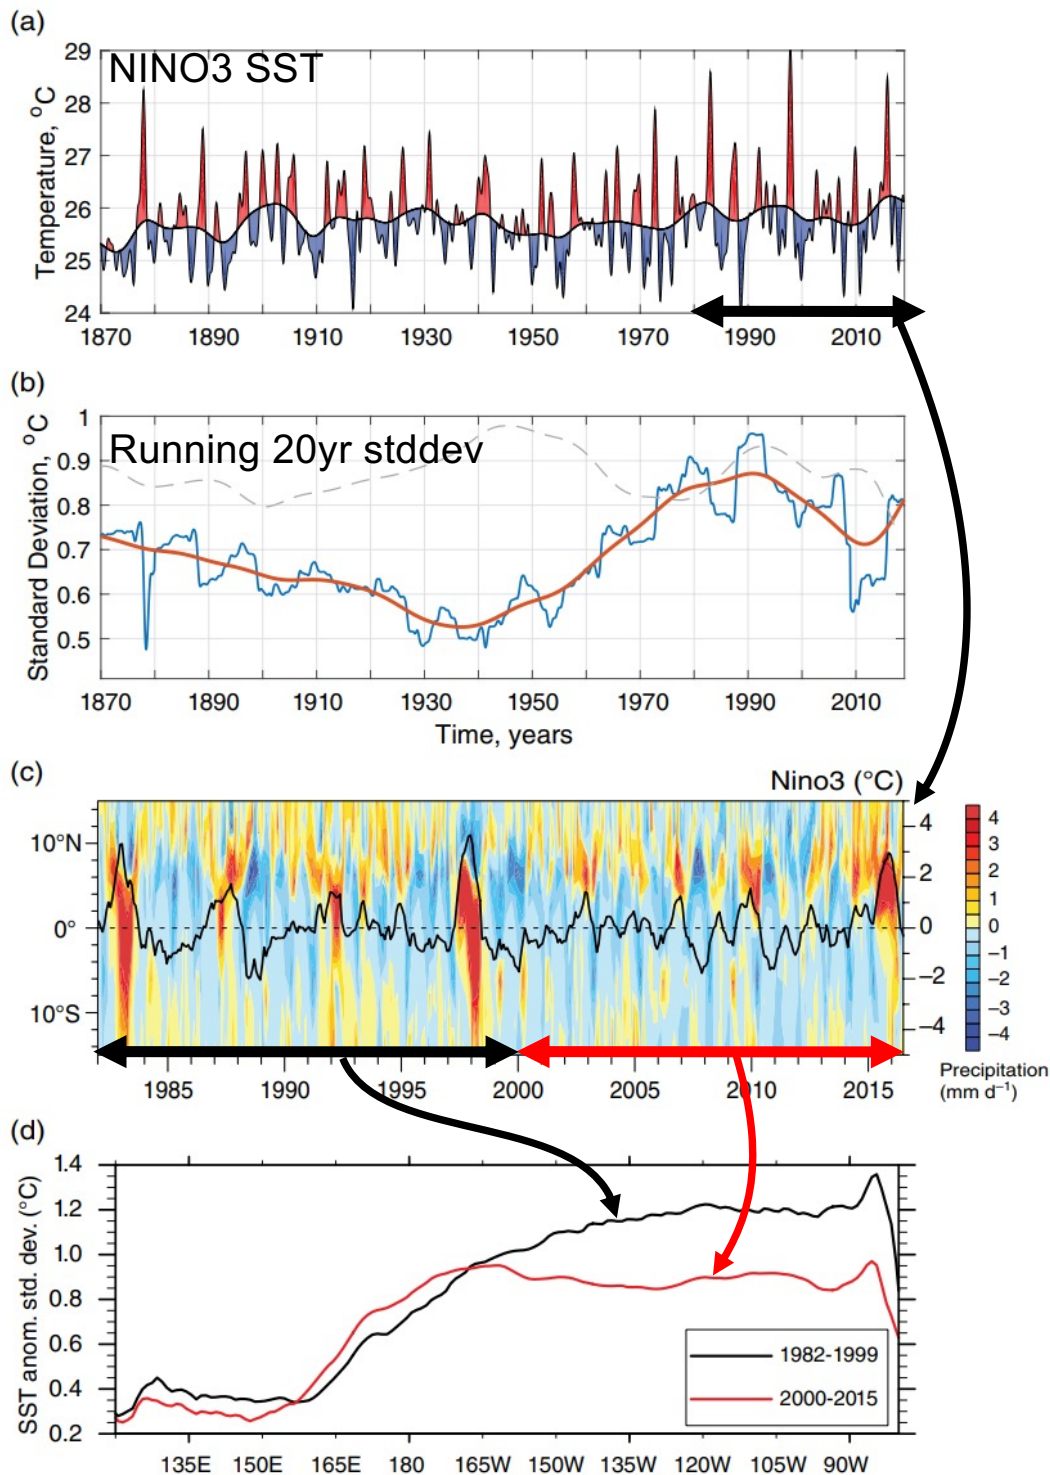 (a)
NINO3 SST
Temperature, °C
29
28
27
26
25
24
1870 1890 1910 1930 1950 1970 1990 2010
(b)
Running 20yr stddev
Standard Deviation, °C
1
0.9
0.8
0.7
0.6
0.5
1870 1890 1910 1930 1950 1970 1990 2010
Time, years
(c)
Nino3 (°C)
10°N
0°
10°S
4
2
0
−2
−4
4
3
2
1
0
−1
−2
−3
−4
Precipitation
(mm d⁻¹)
1985 1990 1995 2000 2005 2010 2015
(d)
SST anom. std. dev. (°C)
1.4
1.2
1.0
0.8
0.6
0.4
0.2
1982-1999
2000-2015
135E 150E 165E 180 165W 150W 135W 120W 105W 90W